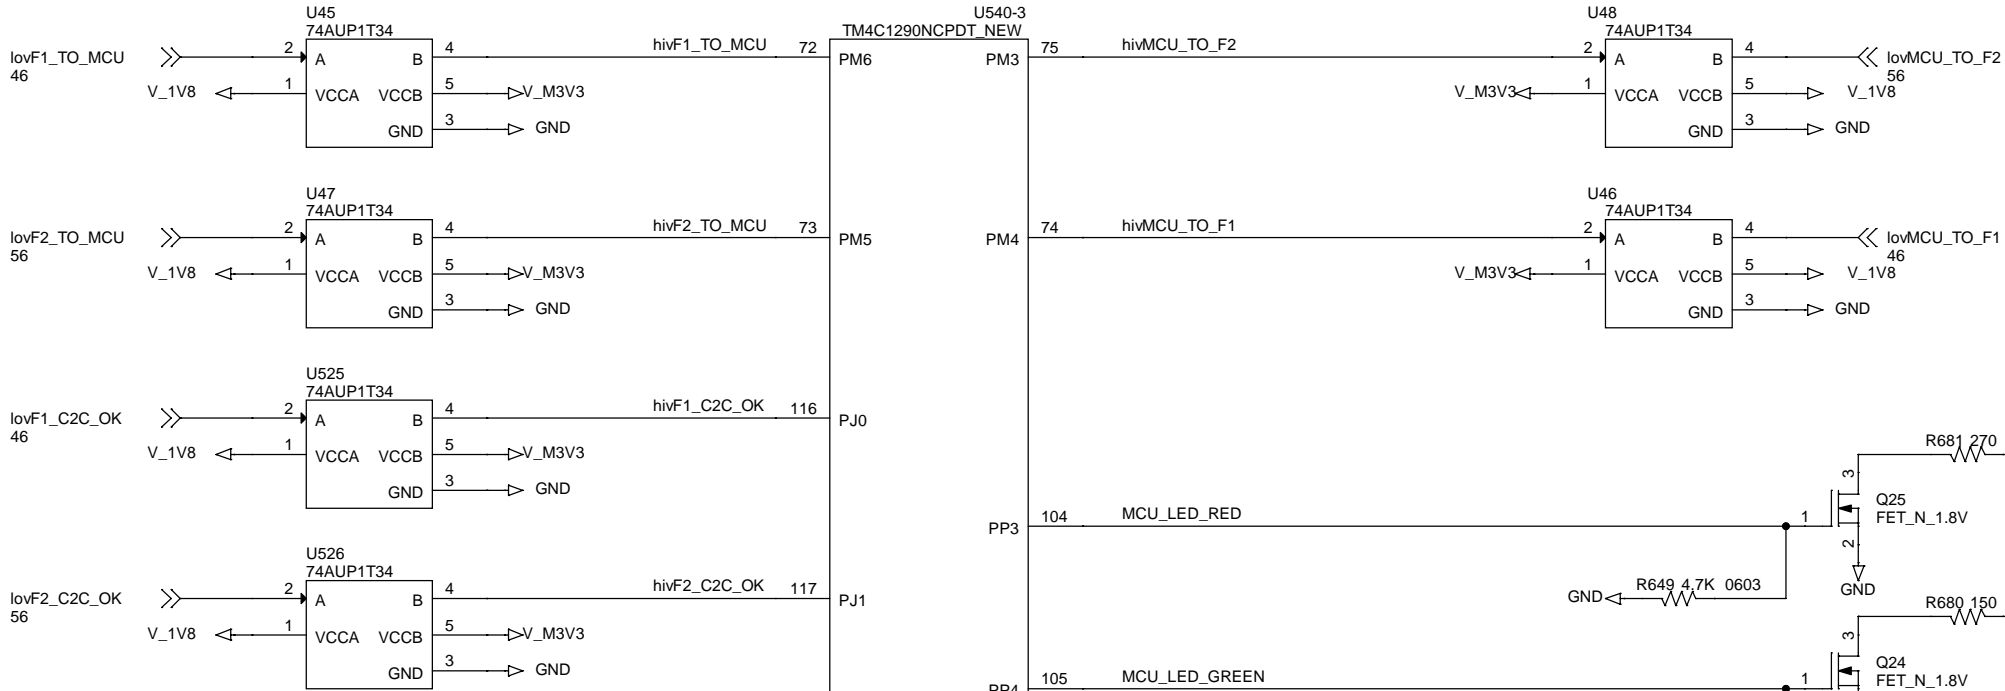 U45
74AUP1T34
lovF1_TO_MCU
46
2
A
B
4
hivF1_TO_MCU
72
V_1V8
1
VCCA
VCCB
5
V_M3V3
GND
3
GND
U47
74AUP1T34
lovF2_TO_MCU
56
2
A
B
4
hivF2_TO_MCU
73
V_1V8
1
VCCA
VCCB
5
V_M3V3
GND
3
GND
U525
74AUP1T34
lovF1_C2C_OK
46
2
A
B
4
hivF1_C2C_OK
116
V_1V8
1
VCCA
VCCB
5
V_M3V3
GND
3
GND
U526
74AUP1T34
lovF2_C2C_OK
56
2
A
B
4
hivF2_C2C_OK
117
V_1V8
1
VCCA
VCCB
5
V_M3V3
GND
3
GND
U540-3
TM4C1290NCPDT_NEW
PM6
PM3
75
hivMCU_TO_F2
PM5
PM4
74
hivMCU_TO_F1
PJ0
PP3
104
MCU_LED_RED
PJ1
PP4
105
MCU_LED_GREEN
U48
74AUP1T34
2
A
B
4
lovMCU_TO_F2
56
V_M3V3
1
VCCA
VCCB
5
V_1V8
GND
3
GND
U46
74AUP1T34
2
A
B
4
lovMCU_TO_F1
46
V_M3V3
1
VCCA
VCCB
5
V_1V8
GND
3
GND
R681 270
3
1
Q25
FET_N_1.8V
2
GND
GND
R649 4.7K 0603
R680 150
3
1
Q24
FET_N_1.8V